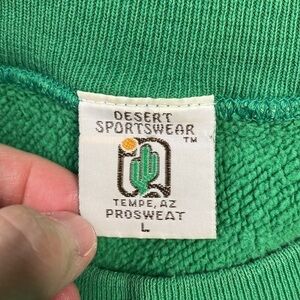 DESERT
SPORTSWEAR
TM
TEMPE, AZ
PROSWEAT
L